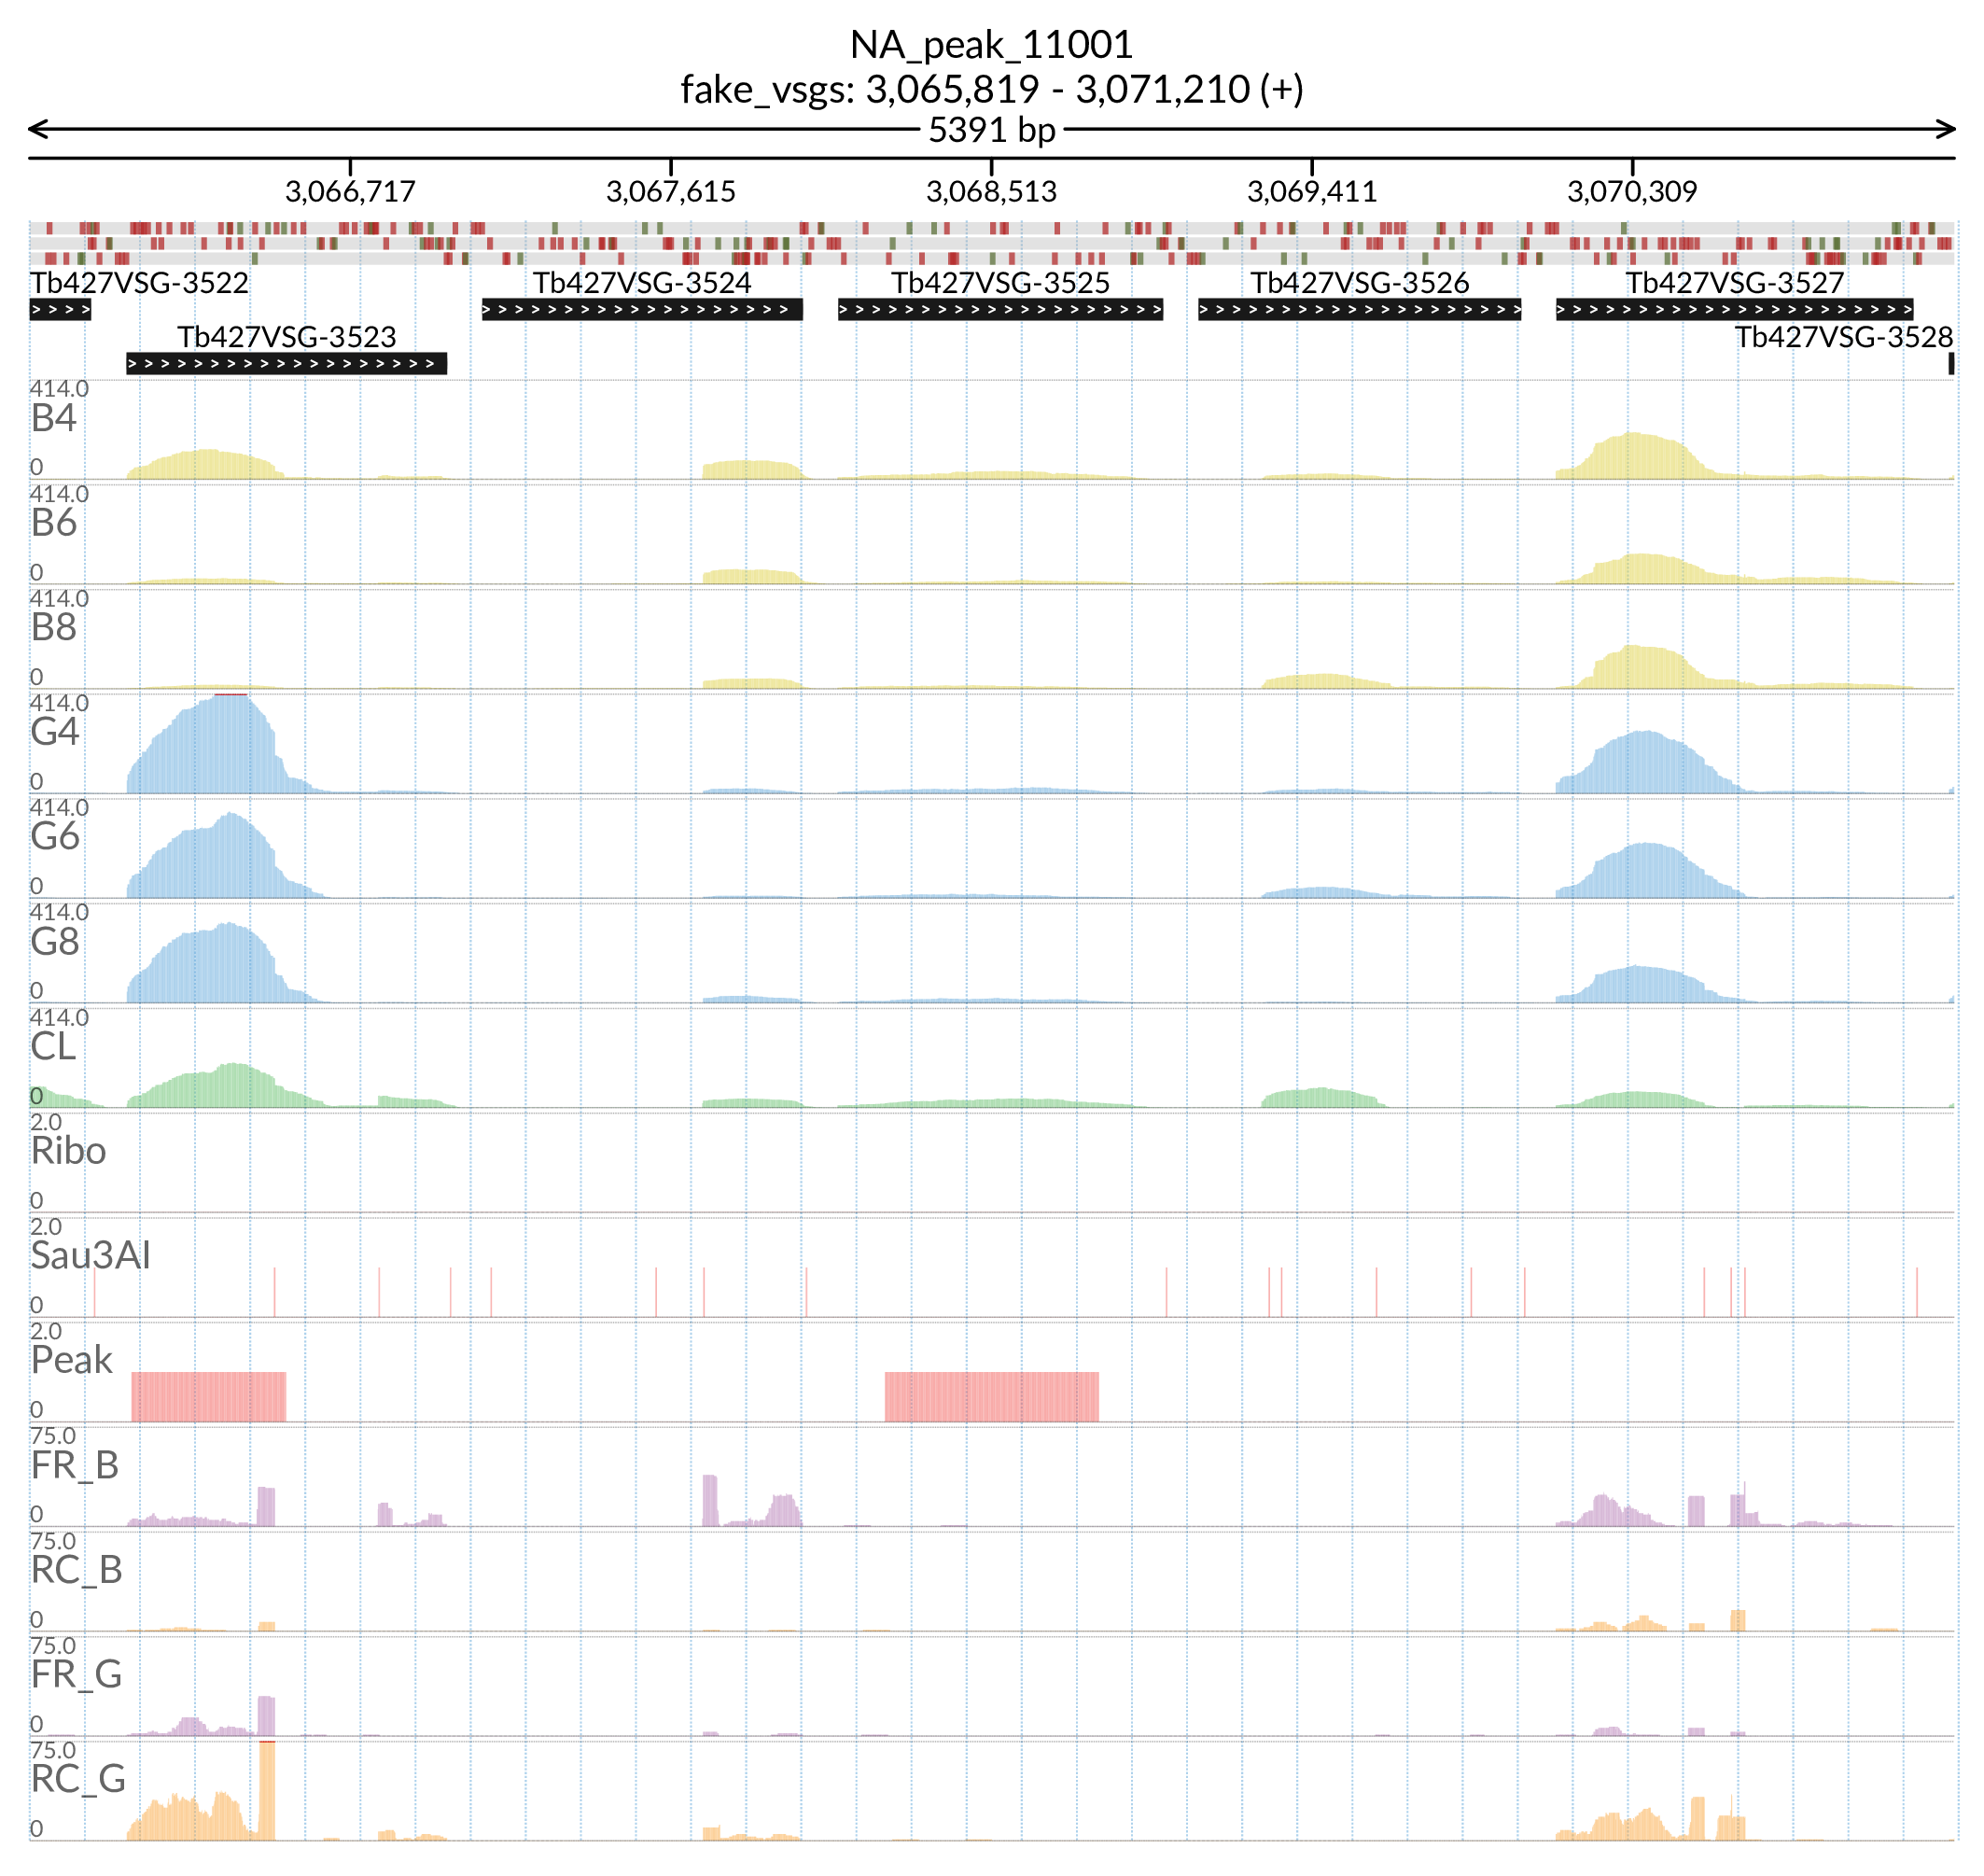 NA_peak_11001
fake_vsgs: 3,065,819 - 3,071,210 (+)
5391 bp
3,066,717 3,067,615 3,068,513 3,069,411 3,070,309
Tb427VSG-3522 Tb427VSG-3524 Tb427VSG-3525 Tb427VSG-3526 Tb427VSG-3527
Tb427VSG-3523 Tb427VSG-3528
414.0
B4
0
414.0
B6
0
414.0
B8
0
414.0
G4
0
414.0
G6
0
414.0
G8
0
414.0
CL
0
2.0
Ribo
0
2.0
Sau3AI
0
2.0
Peak
0
75.0
FR_B
0
75.0
RC_B
0
75.0
FR_G
0
75.0
RC_G
0